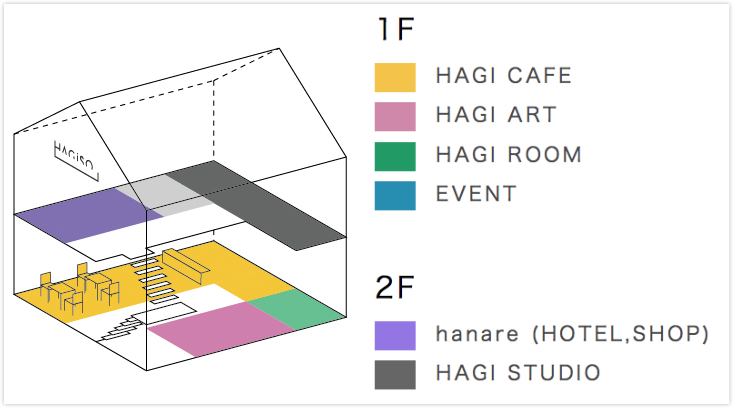 HAGISO
1F
HAGI CAFE
HAGI ART
HAGI ROOM
EVENT
2F
hanare (HOTEL,SHOP)
HAGI STUDIO